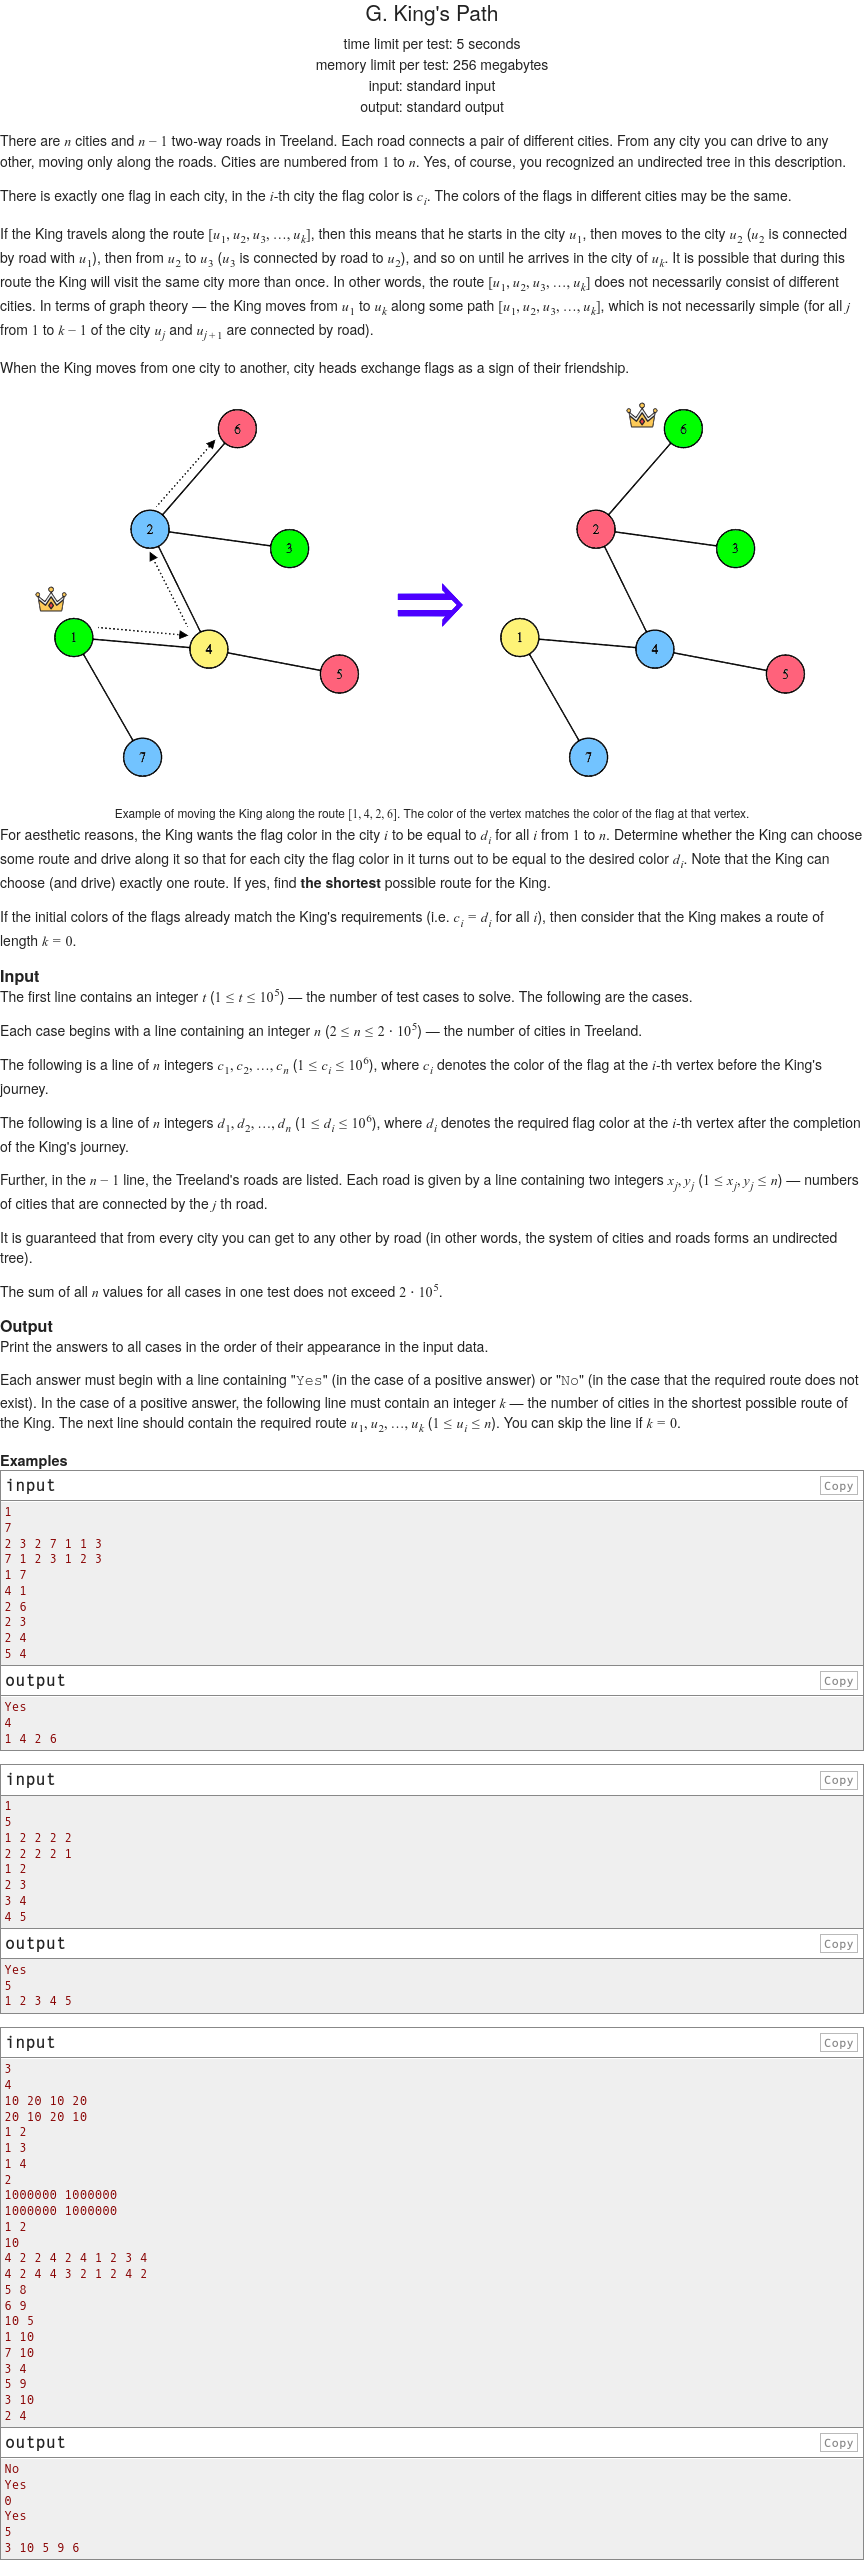 G. King's Path
time limit per test: 5 seconds
memory limit per test: 256 megabytes
input: standard input
output: standard output
There are n cities and n − 1 two-way roads in Treeland. Each road connects a pair of different cities. From any city you can drive to any
other, moving only along the roads. Cities are numbered from 1 to n. Yes, of course, you recognized an undirected tree in this description.
There is exactly one flag in each city, in the i-th city the flag color is c_i. The colors of the flags in different cities may be the same.
If the King travels along the route [u_1, u_2, u_3, …, u_k], then this means that he starts in the city u_1, then moves to the city u_2 (u_2 is connected
by road with u_1), then from u_2 to u_3 (u_3 is connected by road to u_2), and so on until he arrives in the city of u_k. It is possible that during this
route the King will visit the same city more than once. In other words, the route [u_1, u_2, u_3, …, u_k] does not necessarily consist of different
cities. In terms of graph theory — the King moves from u_1 to u_k along some path [u_1, u_2, u_3, …, u_k], which is not necessarily simple (for all j
from 1 to k − 1 of the city u_j and u_{j+1} are connected by road).
When the King moves from one city to another, city heads exchange flags as a sign of their friendship.
6
2
3
1
4
5
7
⇒
6
2
3
1
4
5
7
Example of moving the King along the route [1, 4, 2, 6]. The color of the vertex matches the color of the flag at that vertex.
For aesthetic reasons, the King wants the flag color in the city i to be equal to d_i for all i from 1 to n. Determine whether the King can choose
some route and drive along it so that for each city the flag color in it turns out to be equal to the desired color d_i. Note that the King can
choose (and drive) exactly one route. If yes, find the shortest possible route for the King.
If the initial colors of the flags already match the King's requirements (i.e. c_i = d_i for all i), then consider that the King makes a route of
length k = 0.
Input
The first line contains an integer t (1 ≤ t ≤ 10^5) — the number of test cases to solve. The following are the cases.
Each case begins with a line containing an integer n (2 ≤ n ≤ 2 · 10^5) — the number of cities in Treeland.
The following is a line of n integers c_1, c_2, …, c_n (1 ≤ c_i ≤ 10^6), where c_i denotes the color of the flag at the i-th vertex before the King's
journey.
The following is a line of n integers d_1, d_2, …, d_n (1 ≤ d_i ≤ 10^6), where d_i denotes the required flag color at the i-th vertex after the completion
of the King's journey.
Further, in the n − 1 line, the Treeland's roads are listed. Each road is given by a line containing two integers x_j, y_j (1 ≤ x_j, y_j ≤ n) — numbers
of cities that are connected by the j th road.
It is guaranteed that from every city you can get to any other by road (in other words, the system of cities and roads forms an undirected
tree).
The sum of all n values for all cases in one test does not exceed 2 · 10^5.
Output
Print the answers to all cases in the order of their appearance in the input data.
Each answer must begin with a line containing "Yes" (in the case of a positive answer) or "No" (in the case that the required route does not
exist). In the case of a positive answer, the following line must contain an integer k — the number of cities in the shortest possible route of
the King. The next line should contain the required route u_1, u_2, …, u_k (1 ≤ u_i ≤ n). You can skip the line if k = 0.
Examples
input Copy
1
7
2 3 2 7 1 1 3
7 1 2 3 1 2 3
1 7
4 1
2 6
2 3
2 4
5 4
output Copy
Yes
4
1 4 2 6
input Copy
1
5
1 2 2 2 2
2 2 2 2 1
1 2
2 3
3 4
4 5
output Copy
Yes
5
1 2 3 4 5
input Copy
3
4
10 20 10 20
20 10 20 10
1 2
1 3
1 4
2
1000000 1000000
1000000 1000000
1 2
10
4 2 2 4 2 4 1 2 3 4
4 2 4 4 3 2 1 2 4 2
5 8
6 9
10 5
1 10
7 10
3 4
5 9
3 10
2 4
output Copy
No
Yes
0
Yes
5
3 10 5 9 6